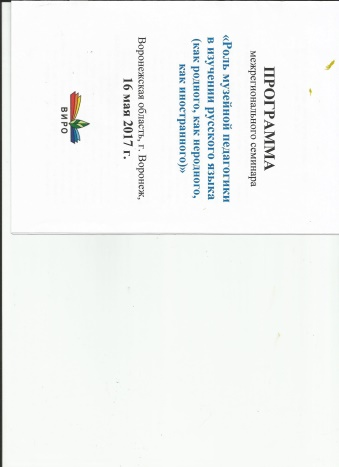 ПРОГРАММА
межрегионального семинара
«Роль музейной педагогики
в изучении русского языка
(как родного, как неродного,
как иностранного)»
Воронежская область, г. Воронеж,
16 мая 2017 г.
ВИРО